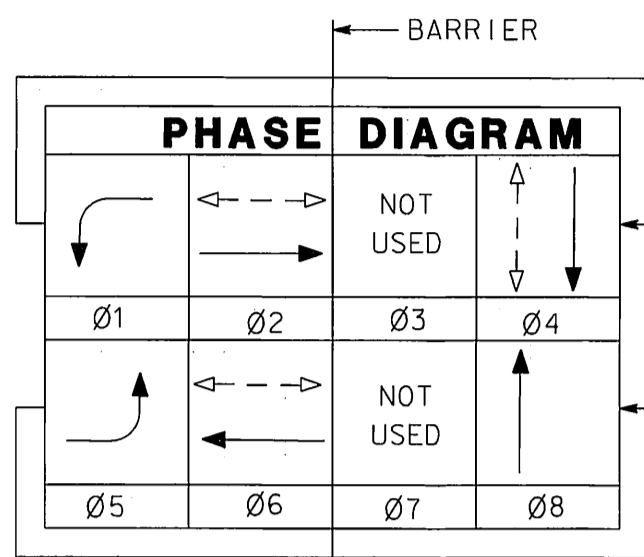 BARRIER
PHASE DIAGRAM
NOT
USED
Ø1 Ø2 Ø3 Ø4
NOT
USED
Ø5 Ø6 Ø7 Ø8